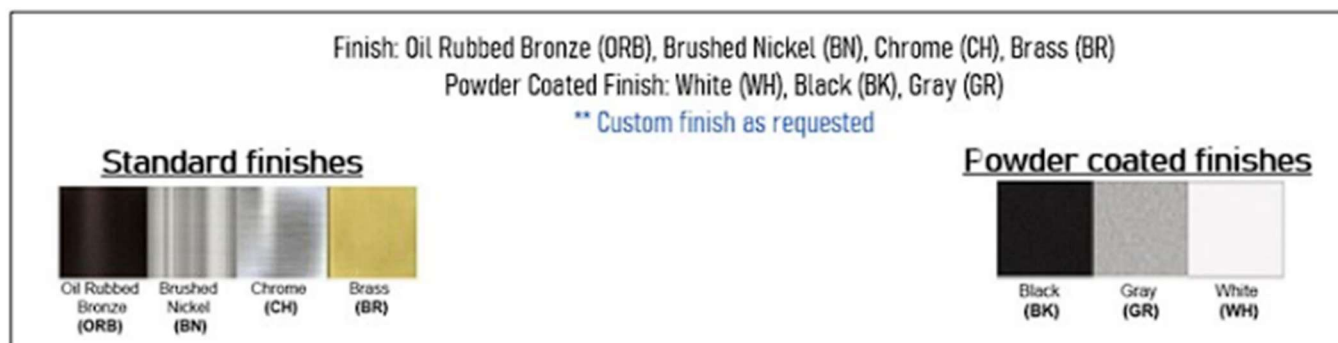 Finish: Oil Rubbed Bronze (ORB), Brushed Nickel (BN), Chrome (CH), Brass (BR)
Powder Coated Finish: White (WH), Black (BK), Gray (GR)
** Custom finish as requested
Standard finishes
Powder coated finishes
Oil Rubbed
Bronze
(ORB)
Brushed
Nickel
(BN)
Chrome
(CH)
Brass
(BR)
Black
(BK)
Gray
(GR)
White
(WH)